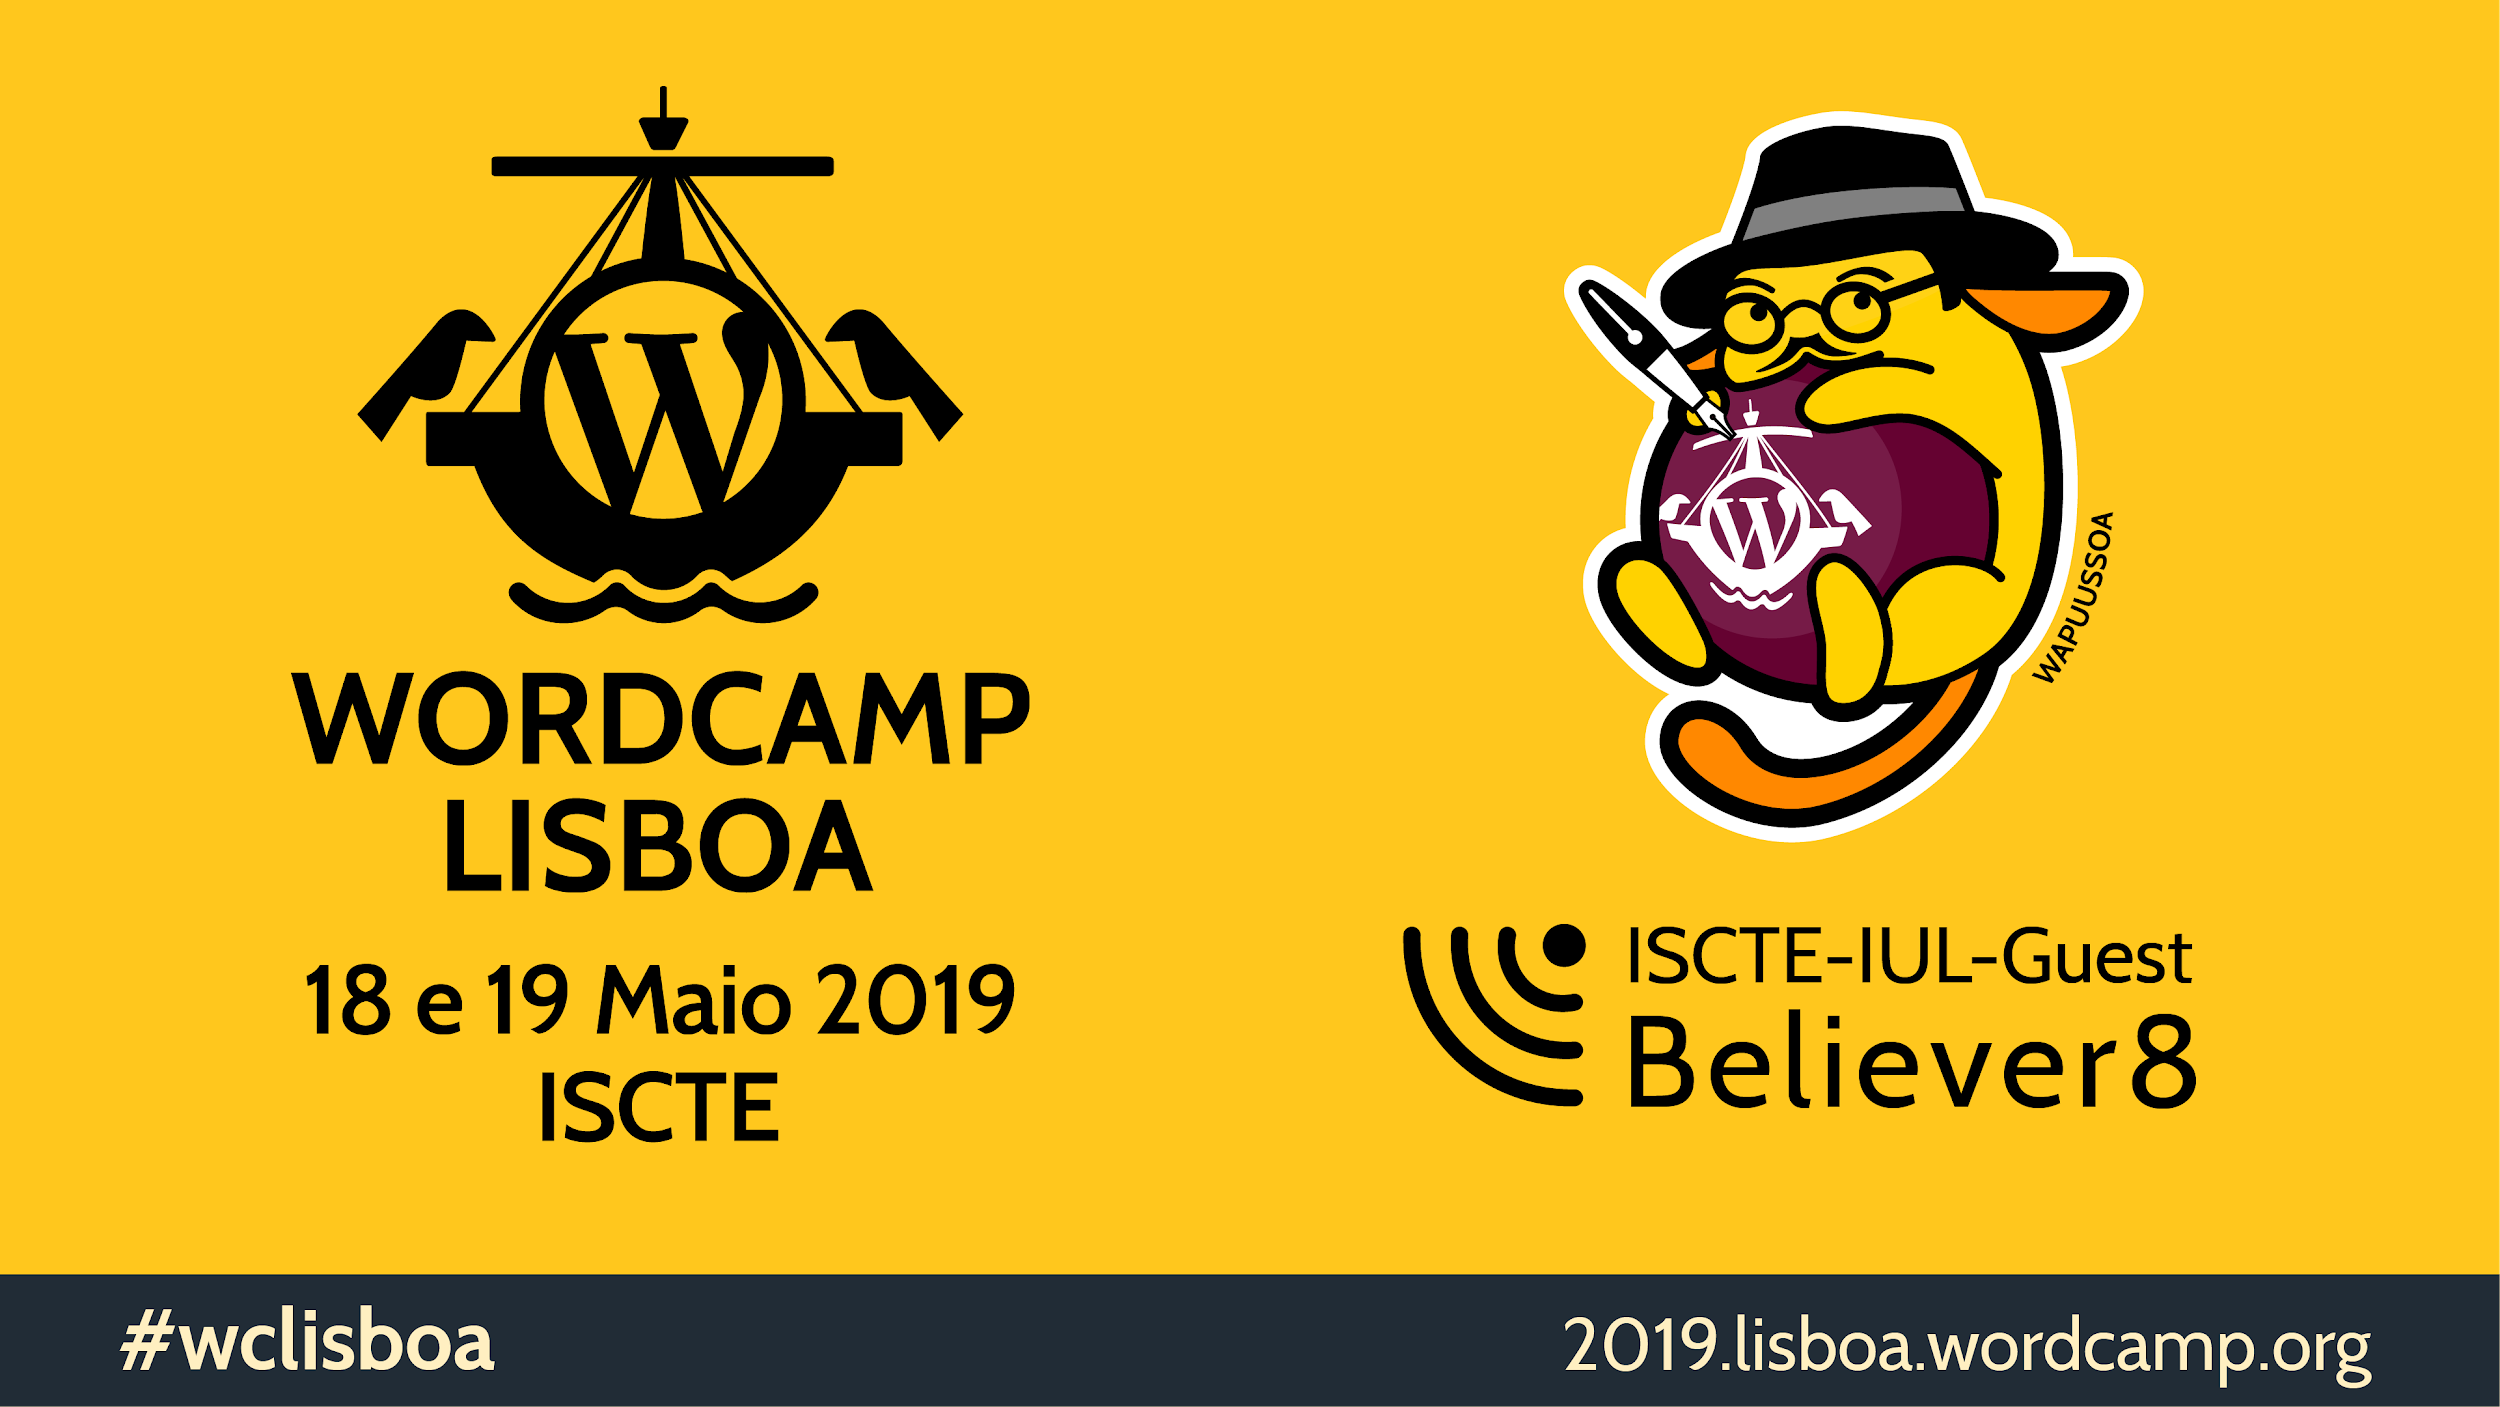 WORDCAMP
LISBOA
18 e 19 Maio 2019
ISCTE
WAPUUSSOA
ISCTE-IUL-Guest
Believer8
#wclisboa
2019.lisboa.wordcamp.org